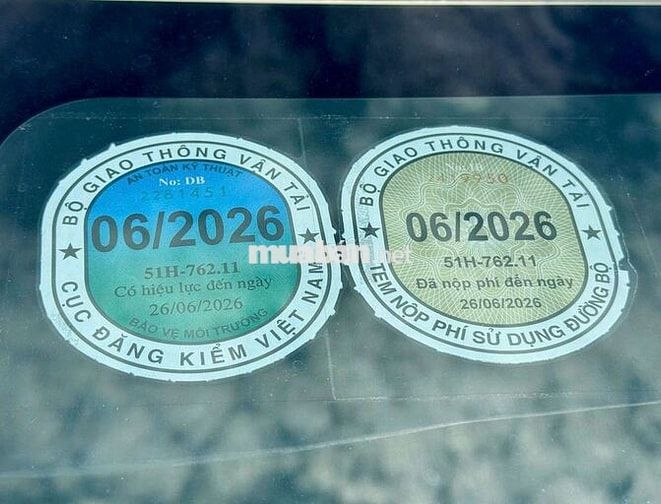 BỘ GIAO THÔNG VẬN TẢI
AN TOÀN KỸ THUẬT
No: DB
2281451
06/2026
51H-762.11
Có hiệu lực đến ngày
26/06/2026
BẢO VỆ MÔI TRƯỜNG
CỤC ĐĂNG KIỂM VIỆT NAM
BỘ GIAO THÔNG VẬN TẢI
06/2026
51H-762.11
Đã nộp phí đến ngày
26/06/2026
TEM NỘP PHÍ SỬ DỤNG ĐƯỜNG BỘ
muaban.net